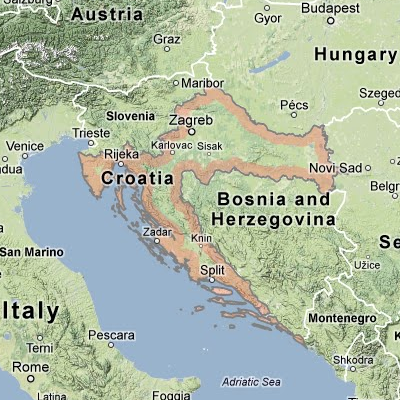 Salzburg
Austria
Graz
Budapest
Gyor
Hungary
Maribor
Slovenia
Pécs
Szeged
Zagreb
Venice
Trieste
Rijeka
Karlovac
Sisak
Novi Sad
Padua
Croatia
Belgr
Bosnia and
Herzegovina
San Marino
Zadar
Knin
Se
Split
Užice
Italy
Montenegro
Pescara
K
Terni
Rome
Shkodra
Adriatic Sea
Latina
Foggia